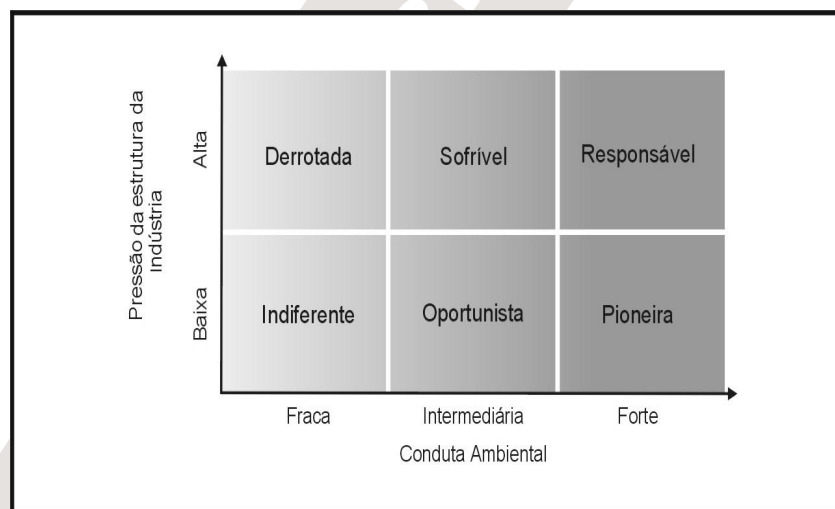 Pressão da estrutura da
Indústria
Alta
Baixa
Derrotada
Sofrível
Responsável
Indiferente
Oportunista
Pioneira
Fraca
Intermediária
Forte
Conduta Ambiental